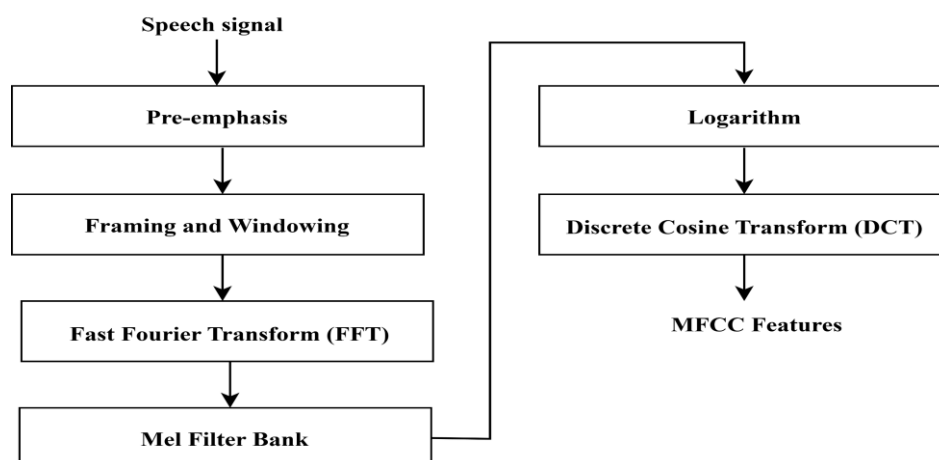 Speech signal
Pre-emphasis
Framing and Windowing
Fast Fourier Transform (FFT)
Mel Filter Bank
Logarithm
Discrete Cosine Transform (DCT)
MFCC Features